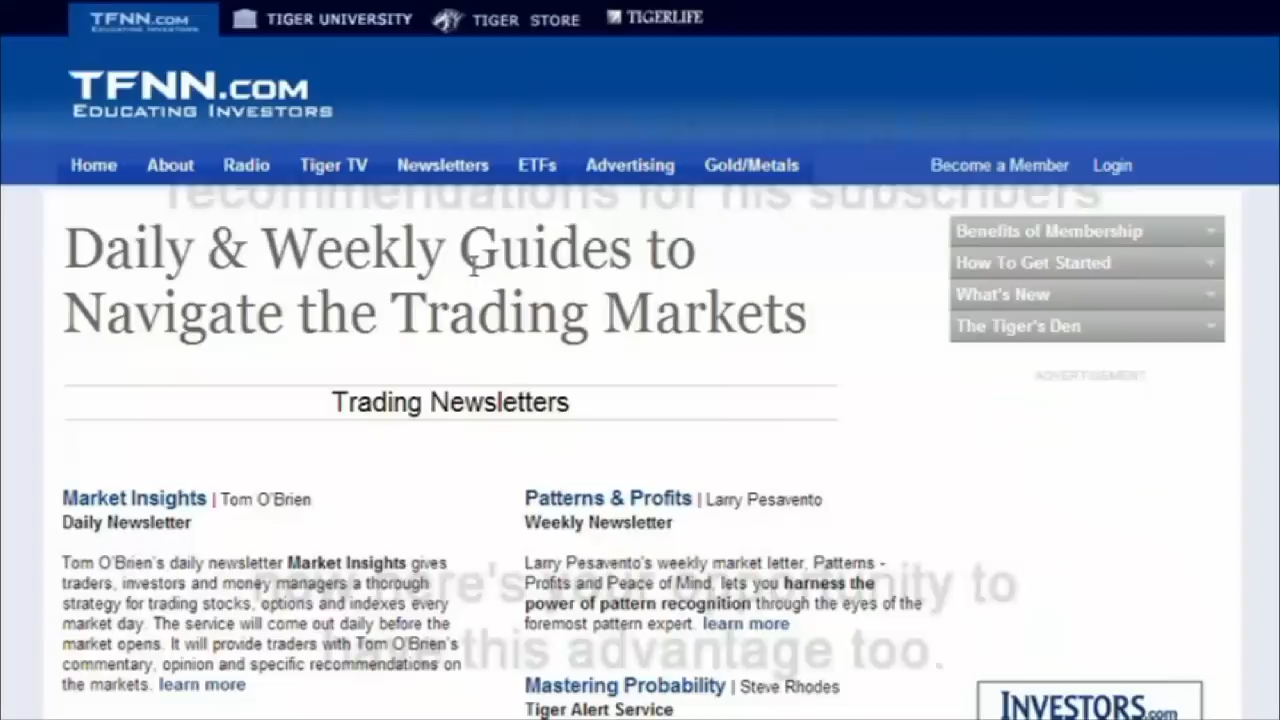 TFNN.COM
EDUCATING INVESTORS
TIGER UNIVERSITY
TIGER STORE
TIGERLIFE
TFNN.COM
EDUCATING INVESTORS
Home About Radio Tiger TV Newsletters ETFs Advertising Gold/Metals Become a Member Login
recommendations for his subscribers
Daily & Weekly Guides to
Navigate the Trading Markets
Benefits of Membership
How To Get Started
What's New
The Tiger's Den
ADVERTISEMENT
Trading Newsletters
Market Insights | Tom O'Brien
Daily Newsletter
Tom O'Brien's daily newsletter Market Insights gives
traders, investors and money managers a thorough
strategy for trading stocks, options and indexes every
market day. The service will come out daily before the
market opens. It will provide traders with Tom O'Brien's
commentary, opinion and specific recommendations on
the markets. learn more
Patterns & Profits | Larry Pesavento
Weekly Newsletter
Larry Pesavento's weekly market letter, Patterns -
Profits and Peace of Mind, lets you harness the
power of pattern recognition through the eyes of the
foremost pattern expert. learn more
Mastering Probability | Steve Rhodes
Tiger Alert Service
here's your opportunity to
have this advantage too.
INVESTORS.com